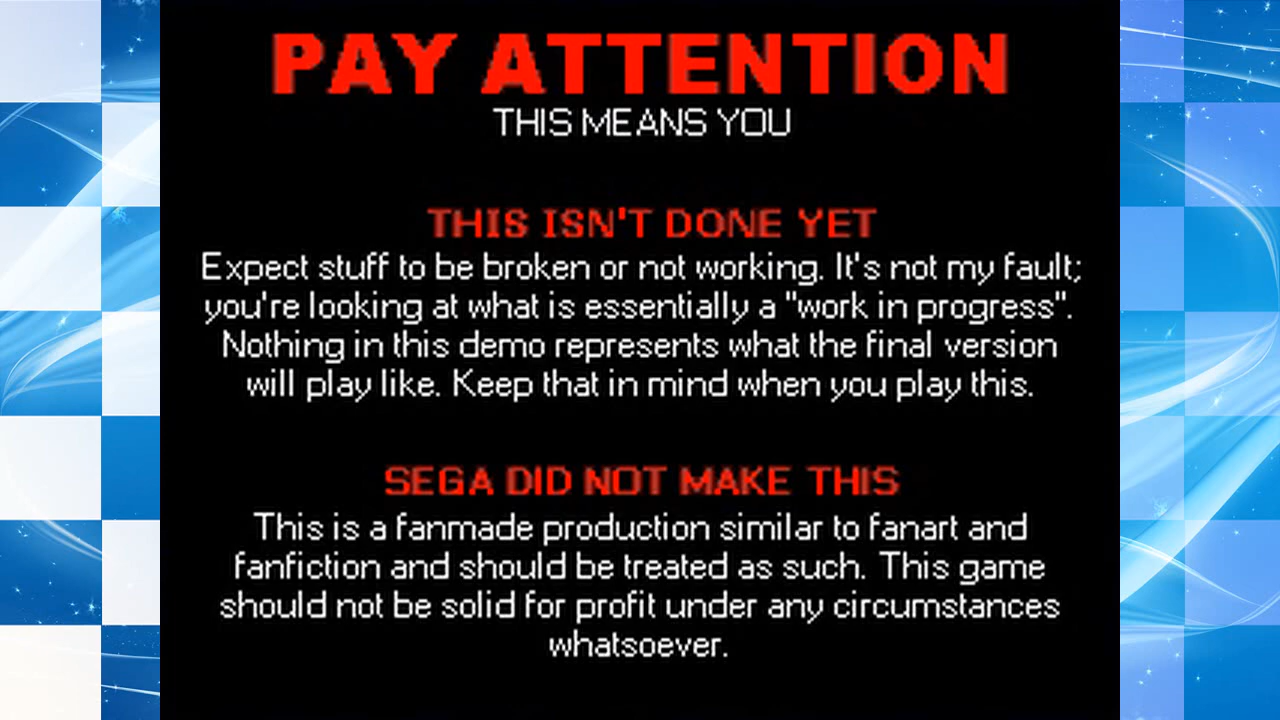 PAY ATTENTION
THIS MEANS YOU
THIS ISN'T DONE YET
Expect stuff to be broken or not working. It's not my fault;
you're looking at what is essentially a "work in progress".
Nothing in this demo represents what the final version
will play like. Keep that in mind when you play this.
SEGA DID NOT MAKE THIS
This is a fanmade production similar to fanart and
fanfiction and should be treated as such. This game
should not be solid for profit under any circumstances
whatsoever.